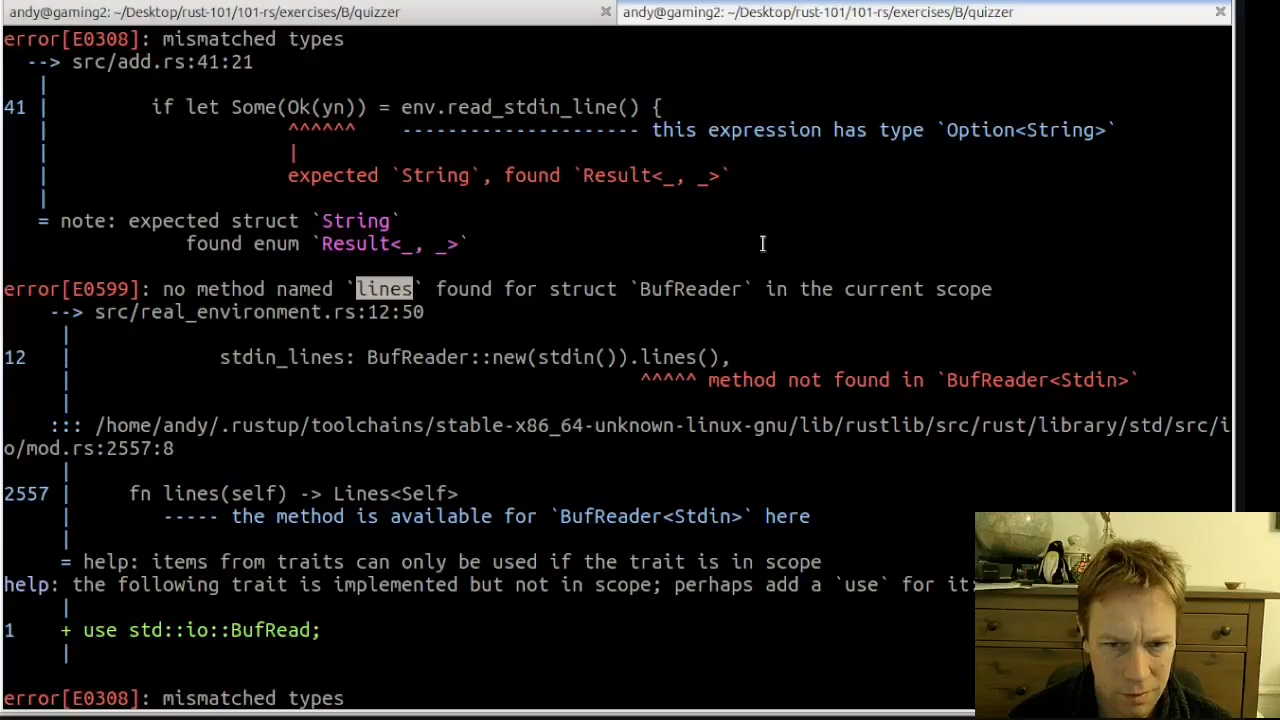 andy@gaming2: ~/Desktop/rust-101/101-rs/exercises/B/quizzer × andy@gaming2: ~/Desktop/rust-101/101-rs/exercises/B/quizzer ×
error[E0308]: mismatched types
--> src/add.rs:41:21
|
41 | if let Some(Ok(yn)) = env.read_stdin_line() {
| ^^^^^^ --------------------- this expression has type `Option<String>`
| |
| expected `String`, found `Result<_, _>`
|
= note: expected struct `String`
found enum `Result<_, _>`
error[E0599]: no method named `lines` found for struct `BufReader` in the current scope
--> src/real_environment.rs:12:50
|
12 | stdin_lines: BufReader::new(stdin()).lines(),
| ^^^^^ method not found in `BufReader<Stdin>`
|
::: /home/andy/.rustup/toolchains/stable-x86_64-unknown-linux-gnu/lib/rustlib/src/rust/library/std/src/i
o/mod.rs:2557:8
|
2557 | fn lines(self) -> Lines<Self>
| ----- the method is available for `BufReader<Stdin>` here
|
= help: items from traits can only be used if the trait is in scope
help: the following trait is implemented but not in scope; perhaps add a `use` for it:
|
1 + use std::io::BufRead;
|
error[E0308]: mismatched types